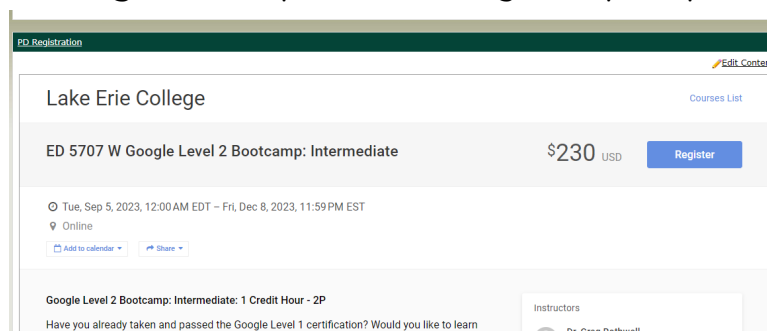 PD Registration
Edit Conten
Lake Erie College
Courses List
ED 5707 W Google Level 2 Bootcamp: Intermediate
$230 USD
Register
Tue, Sep 5, 2023, 12:00 AM EDT – Fri, Dec 8, 2023, 11:59 PM EST
Online
Add to calendar
Share
Google Level 2 Bootcamp: Intermediate: 1 Credit Hour - 2P
Instructors
Have you already taken and passed the Google Level 1 certification? Would you like to learn
Dr. Greg Rothwell